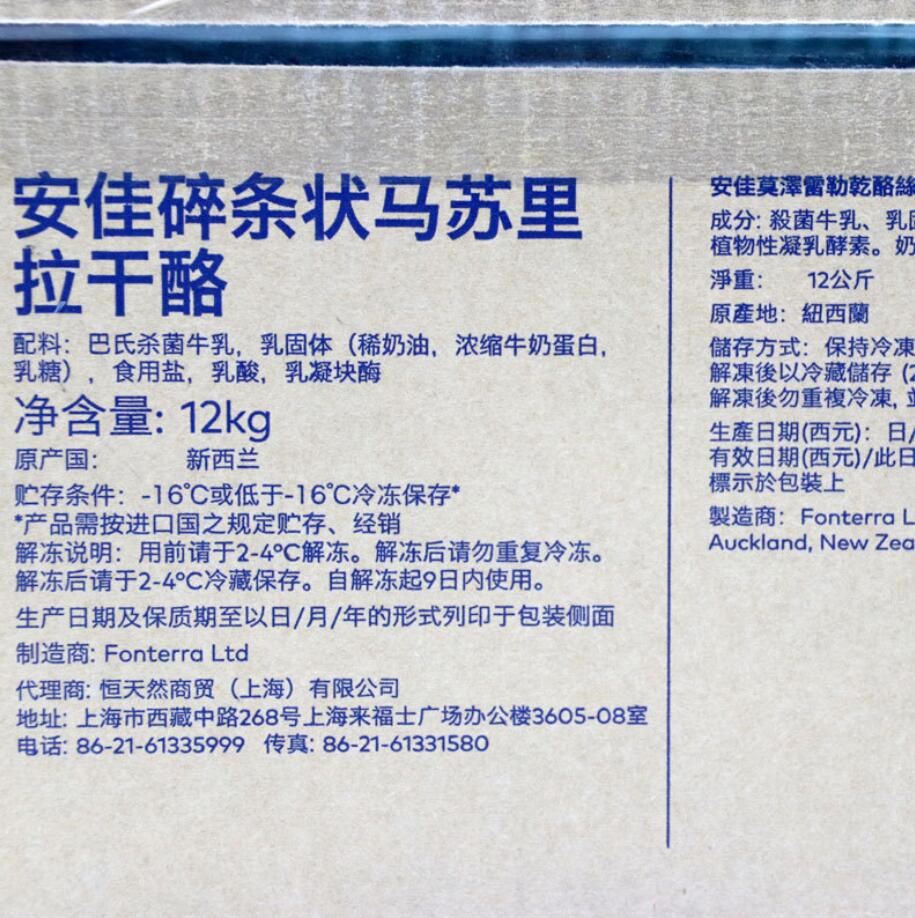 安佳碎条状马苏里
拉干酪
配料：巴氏杀菌牛乳，乳固体（稀奶油，浓缩牛奶蛋白，
乳糖），食用盐，乳酸，乳凝块酶
净含量: 12kg
原产国： 新西兰
贮存条件：-16°C或低于-16°C冷冻保存*
*产品需按进口国之规定贮存、经销
解冻说明：用前请于2-4°C解冻。解冻后请勿重复冷冻。
解冻后请于2-4°C冷藏保存。自解冻起9日内使用。
生产日期及保质期至以日/月/年的形式列印于包装侧面
制造商: Fonterra Ltd
代理商: 恒天然商贸（上海）有限公司
地址: 上海市西藏中路268号上海来福士广场办公楼3605-08室
电话: 86-21-61335999 传真: 86-21-61331580
安佳莫澤雷勒乾酪絲
成分: 殺菌牛乳、乳固
植物性凝乳酵素。奶
淨重： 12公斤
原產地：紐西蘭
儲存方式：保持冷凍
解凍後以冷藏儲存 (2
解凍後勿重複冷凍, 並
生產日期(西元)：日/
有效日期(西元)/此日
標示於包裝上
製造商：Fonterra L
Auckland, New Zea